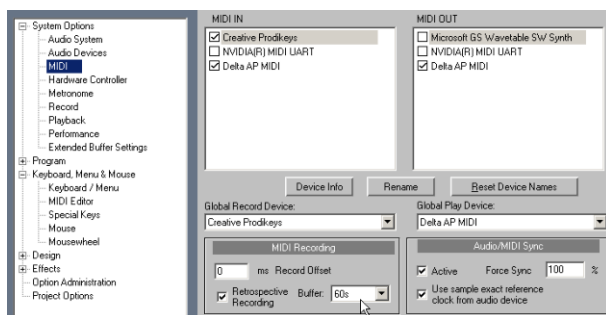 System Options
Audio System
Audio Devices
MIDI
Hardware Controller
Metronome
Record
Playback
Performance
Extended Buffer Settings
Program
Keyboard, Menu & Mouse
Keyboard / Menu
MIDI Editor
Special Keys
Mouse
Mousewheel
Design
Effects
Option Administration
Project Options
MIDI IN
Creative Prodikeys
NVIDIA(R) MIDI UART
Delta AP MIDI
MIDI OUT
Microsoft GS Wavetable SW Synth
NVIDIA(R) MIDI UART
Delta AP MIDI
Device Info
Rename
Reset Device Names
Global Record Device:
Creative Prodikeys
Global Play Device:
Delta AP MIDI
MIDI Recording
0 ms Record Offset
Retrospective Recording Buffer: 60s
Audio/MIDI Sync
Active Force Sync 100 %
Use sample exact reference
clock from audio device